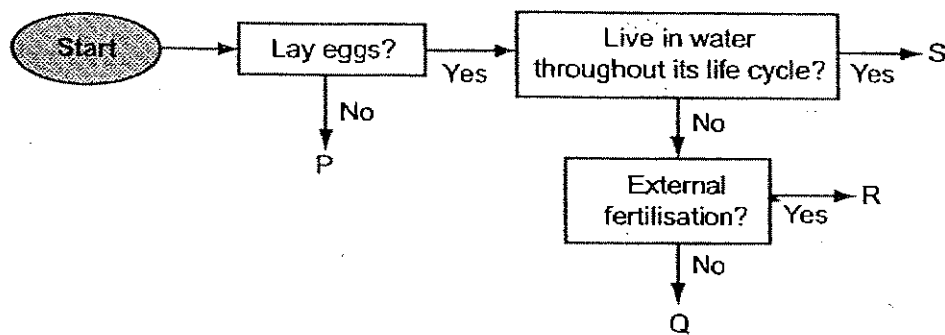 Start
Lay eggs?
Yes
Live in water
throughout its life cycle?
Yes
S
No
P
No
External
fertilisation?
Yes
R
No
Q